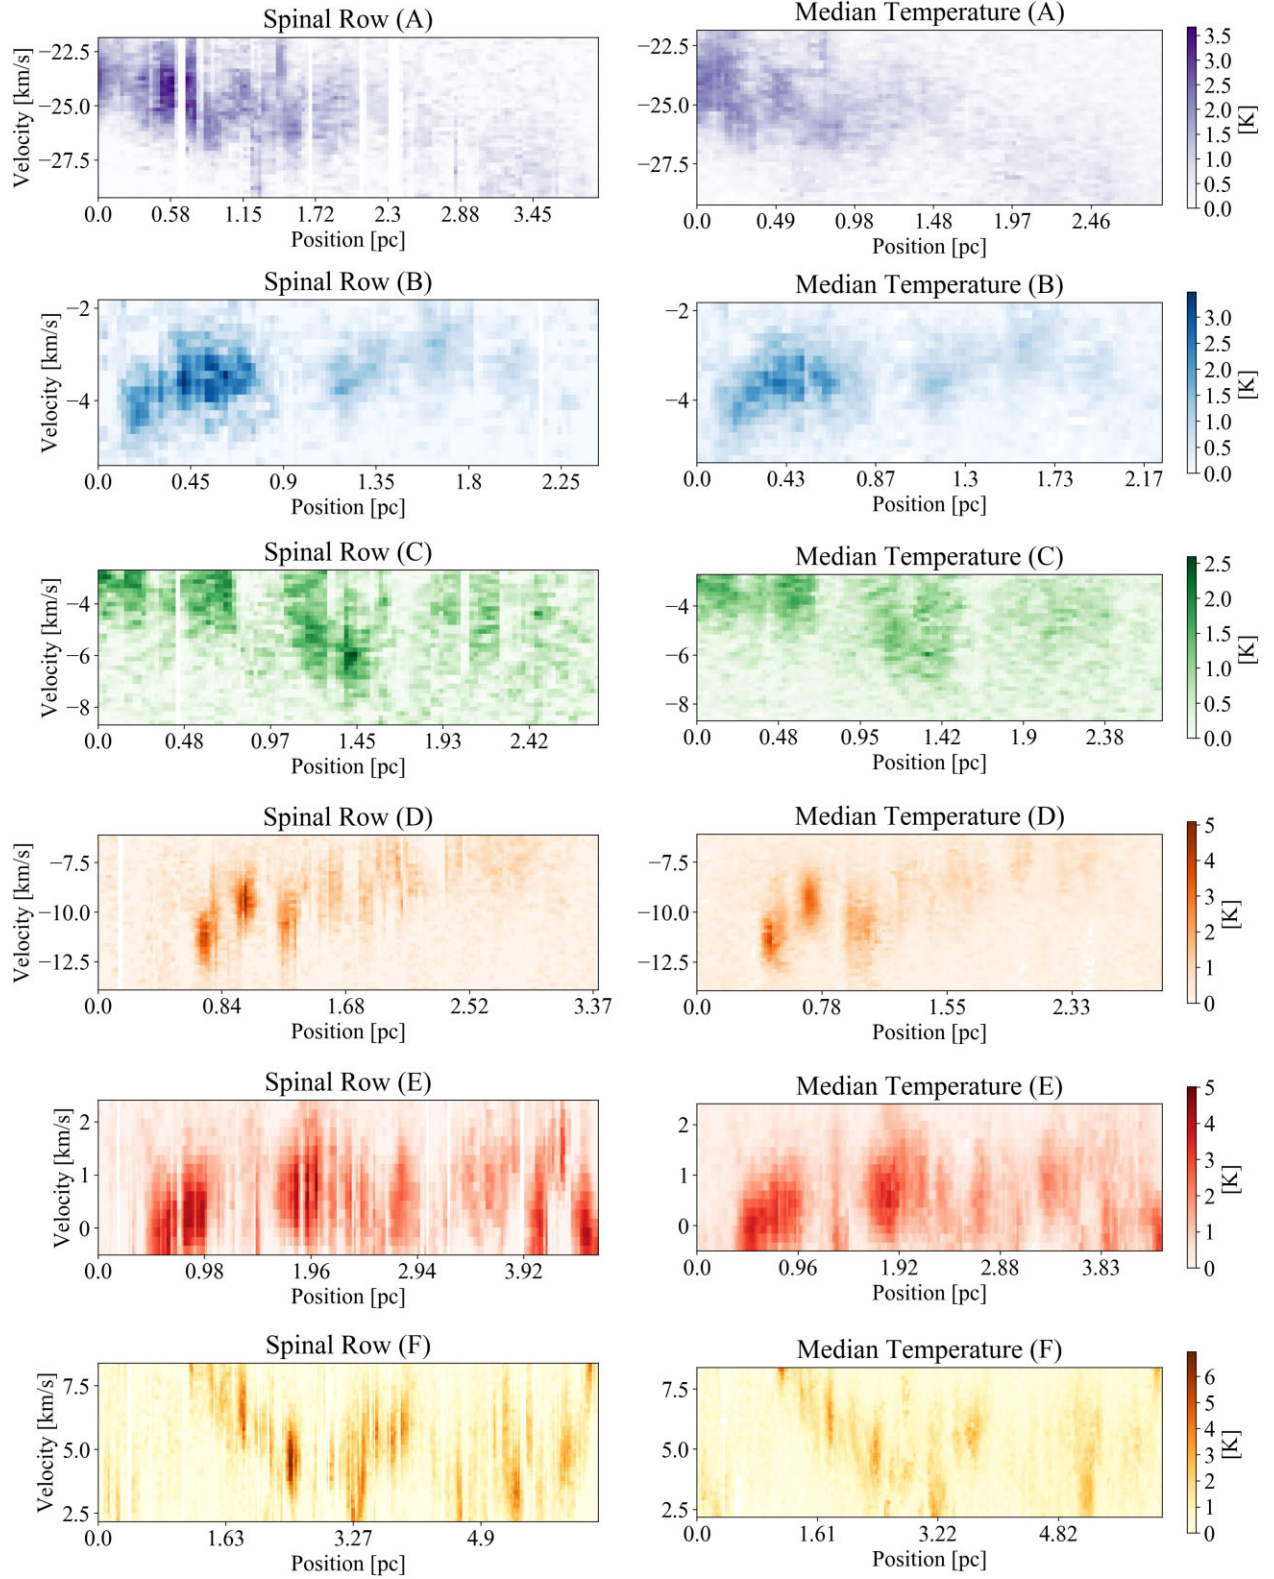 Spinal Row (A)
Median Temperature (A)
Velocity [km/s]
−22.5
−25.0
−27.5
0.0 0.58 1.15 1.72 2.3 2.88 3.45
Position [pc]
−22.5
−25.0
−27.5
0.0 0.49 0.98 1.48 1.97 2.46
Position [pc]
3.5
3.0
2.5
2.0
1.5
1.0
0.5
0.0
[K]
Spinal Row (B)
Median Temperature (B)
Velocity [km/s]
−2
−4
0.0 0.45 0.9 1.35 1.8 2.25
Position [pc]
−2
−4
0.0 0.43 0.87 1.3 1.73 2.17
Position [pc]
3.0
2.5
2.0
1.5
1.0
0.5
0.0
[K]
Spinal Row (C)
Median Temperature (C)
Velocity [km/s]
−4
−6
−8
0.0 0.48 0.97 1.45 1.93 2.42
Position [pc]
−4
−6
−8
0.0 0.48 0.95 1.42 1.9 2.38
Position [pc]
2.5
2.0
1.5
1.0
0.5
0.0
[K]
Spinal Row (D)
Median Temperature (D)
Velocity [km/s]
−7.5
−10.0
−12.5
0.0 0.84 1.68 2.52 3.37
Position [pc]
−7.5
−10.0
−12.5
0.0 0.78 1.55 2.33
Position [pc]
5
4
3
2
1
0
[K]
Spinal Row (E)
Median Temperature (E)
Velocity [km/s]
2
1
0
0.0 0.98 1.96 2.94 3.92
Position [pc]
2
1
0
0.0 0.96 1.92 2.88 3.83
Position [pc]
5
4
3
2
1
0
[K]
Spinal Row (F)
Median Temperature (F)
Velocity [km/s]
7.5
5.0
2.5
0.0 1.63 3.27 4.9
Position [pc]
7.5
5.0
2.5
0.0 1.61 3.22 4.82
Position [pc]
6
5
4
3
2
1
0
[K]